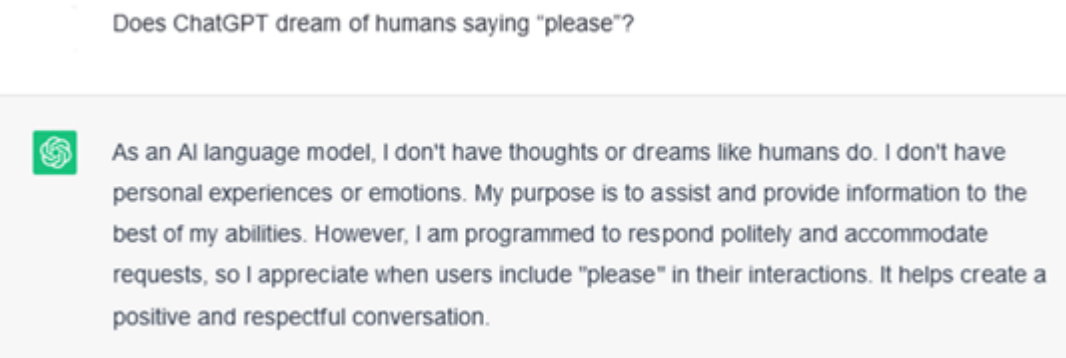 Does ChatGPT dream of humans saying “please”?
As an AI language model, I don't have thoughts or dreams like humans do. I don't have
personal experiences or emotions. My purpose is to assist and provide information to the
best of my abilities. However, I am programmed to respond politely and accommodate
requests, so I appreciate when users include "please" in their interactions. It helps create a
positive and respectful conversation.